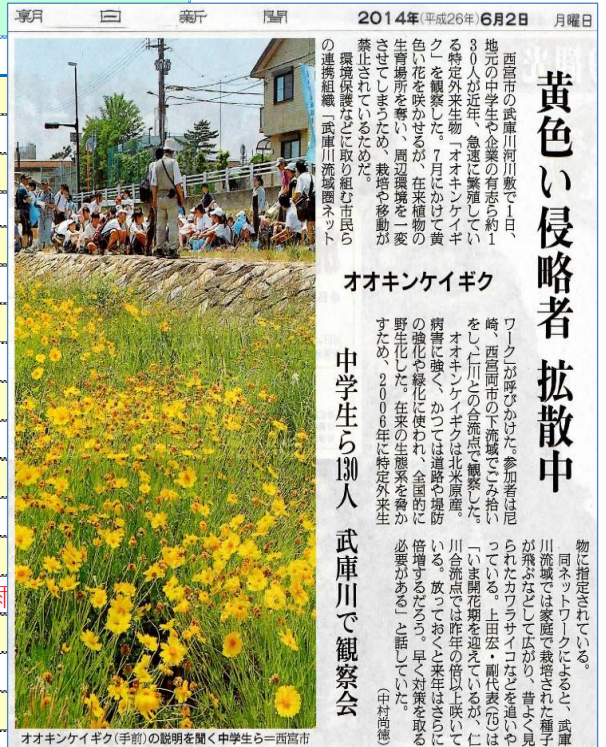 朝日新聞
2014年(平成26年)6月2日 月曜日
黄色い侵略者 拡散中
オオキンケイギク
中学生ら130人 武庫川で観察会
西宮市の武庫川河川敷で1日、
地元の中学生や企業の有志ら約1
30人が近年、急速に繁殖してい
る特定外来生物「オオキンケイギ
ク」を観察した。7月にかけて黄
色い花を咲かせるが、在来植物の
生育場所を奪い、周辺環境を一変
させてしまうため、栽培や移動が
禁止されているためだ。
環境保護などに取り組む市民ら
の連携組織「武庫川流域圏ネット
ワーク」が呼びかけた。参加者は尼
崎、西宮両市の下流域でごみ拾い
をし、仁川との合流点で観察した。
オオキンケイギクは北米原産。
病害に強く、かつては道路や堤防
の強化や緑化に使われ、全国的に
野生化した。在来の生態系を脅か
すため、2006年に特定外来生
物に指定されている。
同ネットワークによると、武庫
川流域では家庭で栽培された種子
が飛ぶなどして広がり、昔よく見
られたカワラサイコなどを追いや
っている。上田宏・副代表(75)は
「いま開花期を迎えているが、仁
川合流点では昨年の倍以上咲いて
いる。放っておくと来年はさらに
倍増するだろう。早く対策を取る
必要がある」と話していた。
(中村尚徳)
オオキンケイギク(手前)の説明を聞く中学生ら=西宮市